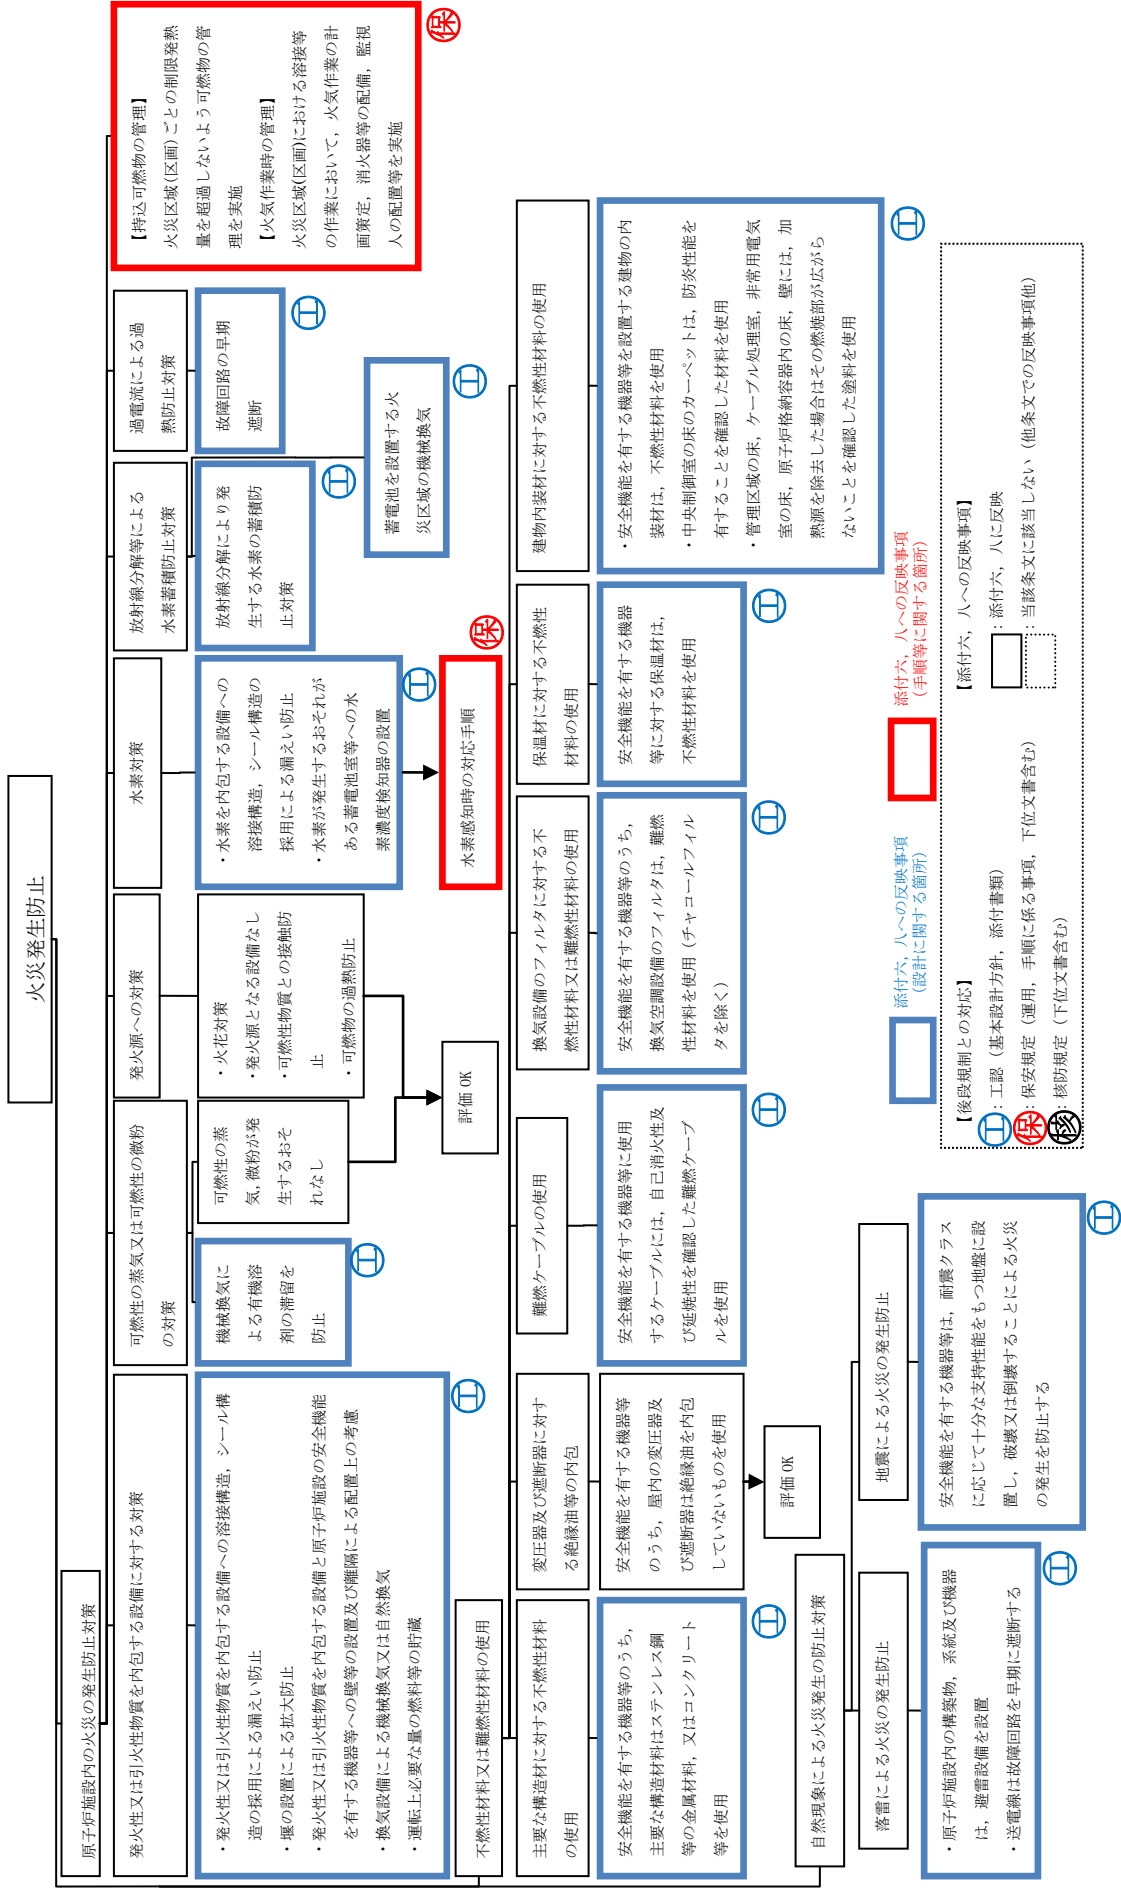 火災発生防止
原子炉施設内の火災の発生防止対策
発火性又は引火性物質を内包する設備に対する対策
・発火性又は引火性物質を内包する設備への溶接構造，シール構
造の採用による漏えい防止
・堰の設置による拡大防止
・発火性又は引火性物質を内包する設備と原子炉施設の安全機能
を有する機器等への壁等の設置及び離隔による配置上の考慮
・換気設備による機械換気又は自然換気
・運転上必要な量の燃料等の貯蔵
工
可燃性の蒸気又は可燃性の微粉
の対策
機械換気に
よる有機溶
剤の滞留を
防止
工
可燃性の蒸
気，微粉が発
生するおそ
れなし
発火源への対策
・火花対策
・発火源となる設備なし
・可燃性物質との接触防
止
・可燃物の過熱防止
評価 OK
水素対策
・水素を内包する設備への
溶接構造，シール構造の
採用による漏えい防止
・水素が発生するおそれが
ある蓄電池室等への水
素濃度検知器の設置
工
水素感知時の対応手順
保
放射線分解等による
水素蓄積防止対策
放射線分解により発
生する水素の蓄積防
止対策
工
蓄電池を設置する火
災区域の機械換気
工
過電流による過
熱防止対策
故障回路の早期
遮断
工
【持込可燃物の管理】
火災区域(区画)ごとの制限発熱
量を超過しないよう可燃物の管
理を実施
【火気作業時の管理】
火災区域(区画)における溶接等
の作業において，火気作業の計
画策定，消火器等の配備，監視
人の配置等を実施
保
不燃性材料又は難燃性材料の使用
主要な構造材に対する不燃性材料
の使用
安全機能を有する機器等のうち，
主要な構造材料はステンレス鋼
等の金属材料，又はコンクリート
等を使用
工
変圧器及び遮断器に対す
る絶縁油等の内包
安全機能を有する機器等
のうち，屋内の変圧器及
び遮断器は絶縁油を内包
していないものを使用
評価 OK
難燃ケーブルの使用
安全機能を有する機器等に使用
するケーブルには，自己消火性及
び延焼性を確認した難燃ケーブ
ルを使用
工
換気設備のフィルタに対する不
燃性材料又は難燃性材料の使用
安全機能を有する機器等のうち，
換気空調設備のフィルタは，難燃
性材料を使用（チャコールフィル
タを除く）
工
保温材に対する不燃性
材料の使用
安全機能を有する機器
等に対する保温材は，
不燃性材料を使用
工
建物内装材に対する不燃性材料の使用
・安全機能を有する機器等を設置する建物の内
装材は，不燃性材料を使用
・中央制御室の床のカーペットは，防炎性能を
有することを確認した材料を使用
・管理区域の床，ケーブル処理室，非常用電気
室の床，原子炉格納容器内の床，壁には，加
熱源を除去した場合はその燃焼部が広がら
ないことを確認した塗料を使用
工
自然現象による火災発生の防止対策
落雷による火災の発生防止
・原子炉施設内の構築物，系統及び機器
は，避雷設備を設置
・送電線は故障回路を早期に遮断する
工
地震による火災の発生防止
安全機能を有する機器等は，耐震クラス
に応じて十分な支持性能をもつ地盤に設
置し，破壊又は倒壊することによる火災
の発生を防止する
工
添付六，八への反映事項
（設計に関する箇所）
添付六，八への反映事項
（手順等に関する箇所）
【後段規制との対応】
工：工認（基本設計方針，添付書類）
保：保安規定（運用，手順に係る事項，下位文書含む）
核：核防規定（下位文書含む）
【添付六，八への反映事項】
：添付六，八に反映
：当該条文に該当しない（他条文での反映事項他）